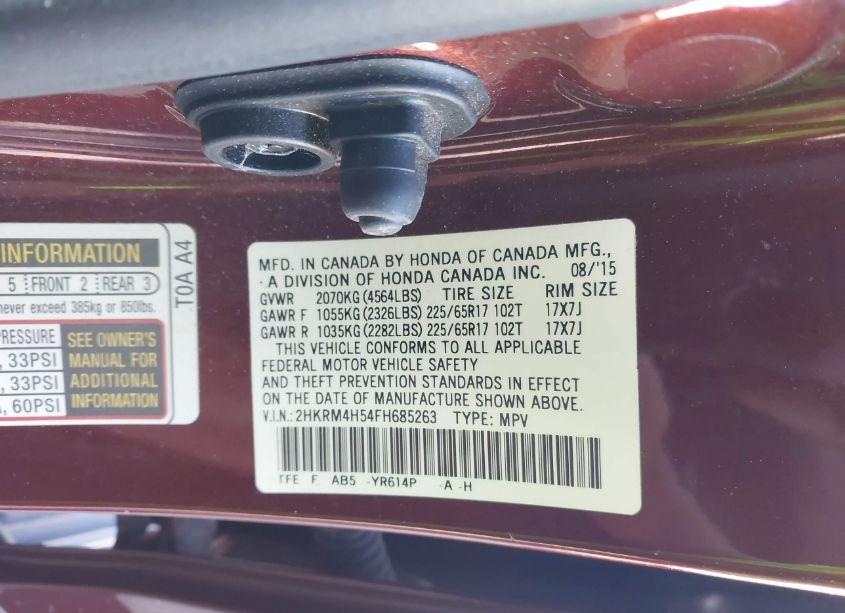 INFORMATION
5 FRONT 2 REAR 3
never exceed 385kg or 850lbs.
PRESSURE
, 33PSI
, 33PSI
, 60PSI
SEE OWNER'S
MANUAL FOR
ADDITIONAL
INFORMATION
T0A A4
MFD. IN CANADA BY HONDA OF CANADA MFG.,
A DIVISION OF HONDA CANADA INC. 08/'15
GVWR 2070KG (4564LBS) TIRE SIZE RIM SIZE
GAWR F 1055KG (2326LBS) 225/65R17 102T 17X7J
GAWR R 1035KG (2282LBS) 225/65R17 102T 17X7J
THIS VEHICLE CONFORMS TO ALL APPLICABLE
FEDERAL MOTOR VEHICLE SAFETY
AND THEFT PREVENTION STANDARDS IN EFFECT
ON THE DATE OF MANUFACTURE SHOWN ABOVE.
V.I.N.: 2HKRM4H54FH685263 TYPE: MPV
TFE F. AB5 -YR614P -A -H